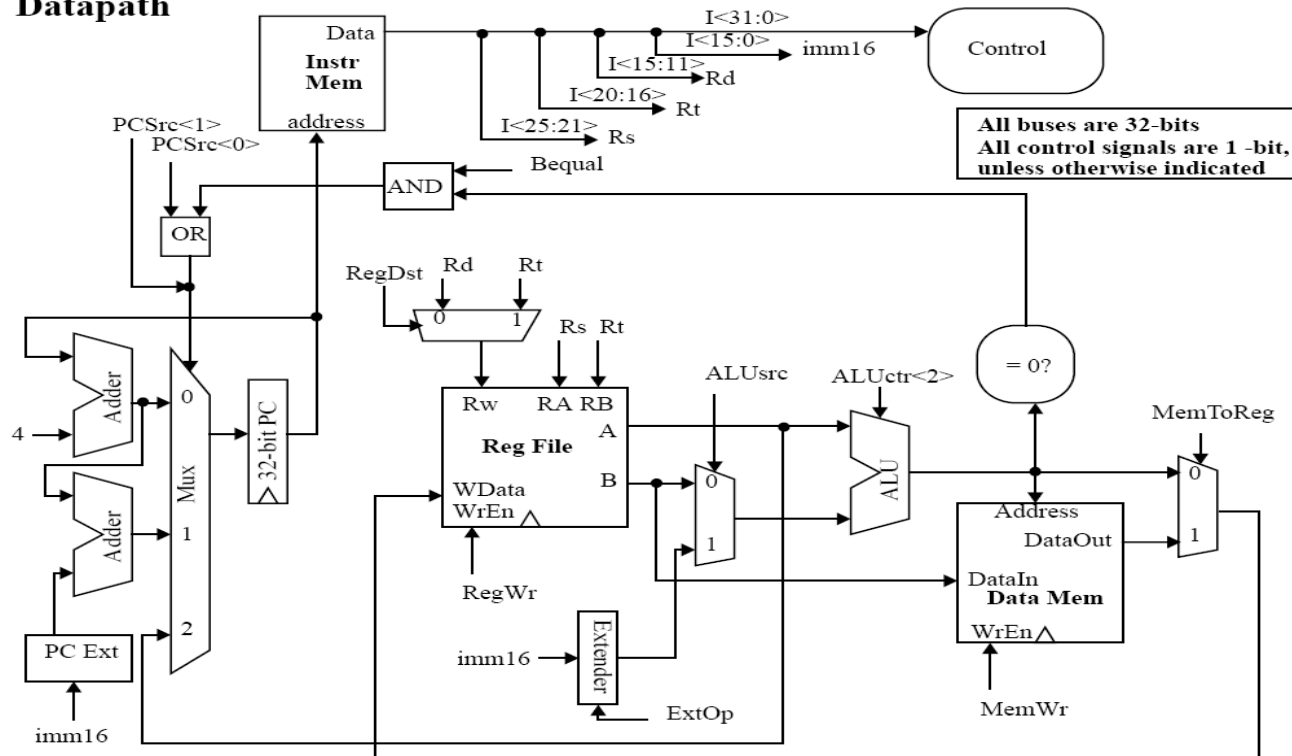 Datapath
Data
Instr
Mem
address
I<31:0>
I<15:0>
imm16
I<15:11>
Rd
I<20:16>
Rt
I<25:21>
Rs
Control
All buses are 32-bits
All control signals are 1 -bit,
unless otherwise indicated
PCSrc<1>
PCSrc<0>
AND
Bequal
OR
RegDst
Rd
Rt
0
1
Rs
Rt
= 0?
ALUsrc
ALUctr<2>
MemToReg
Adder
4
0
Mux
1
2
32-bit PC
Adder
PC Ext
imm16
Rw
RA
RB
A
Reg File
B
WData
WrEn
RegWr
0
1
ALU
Address
DataOut
DataIn
Data Mem
WrEn
MemWr
0
1
imm16
Extender
ExtOp